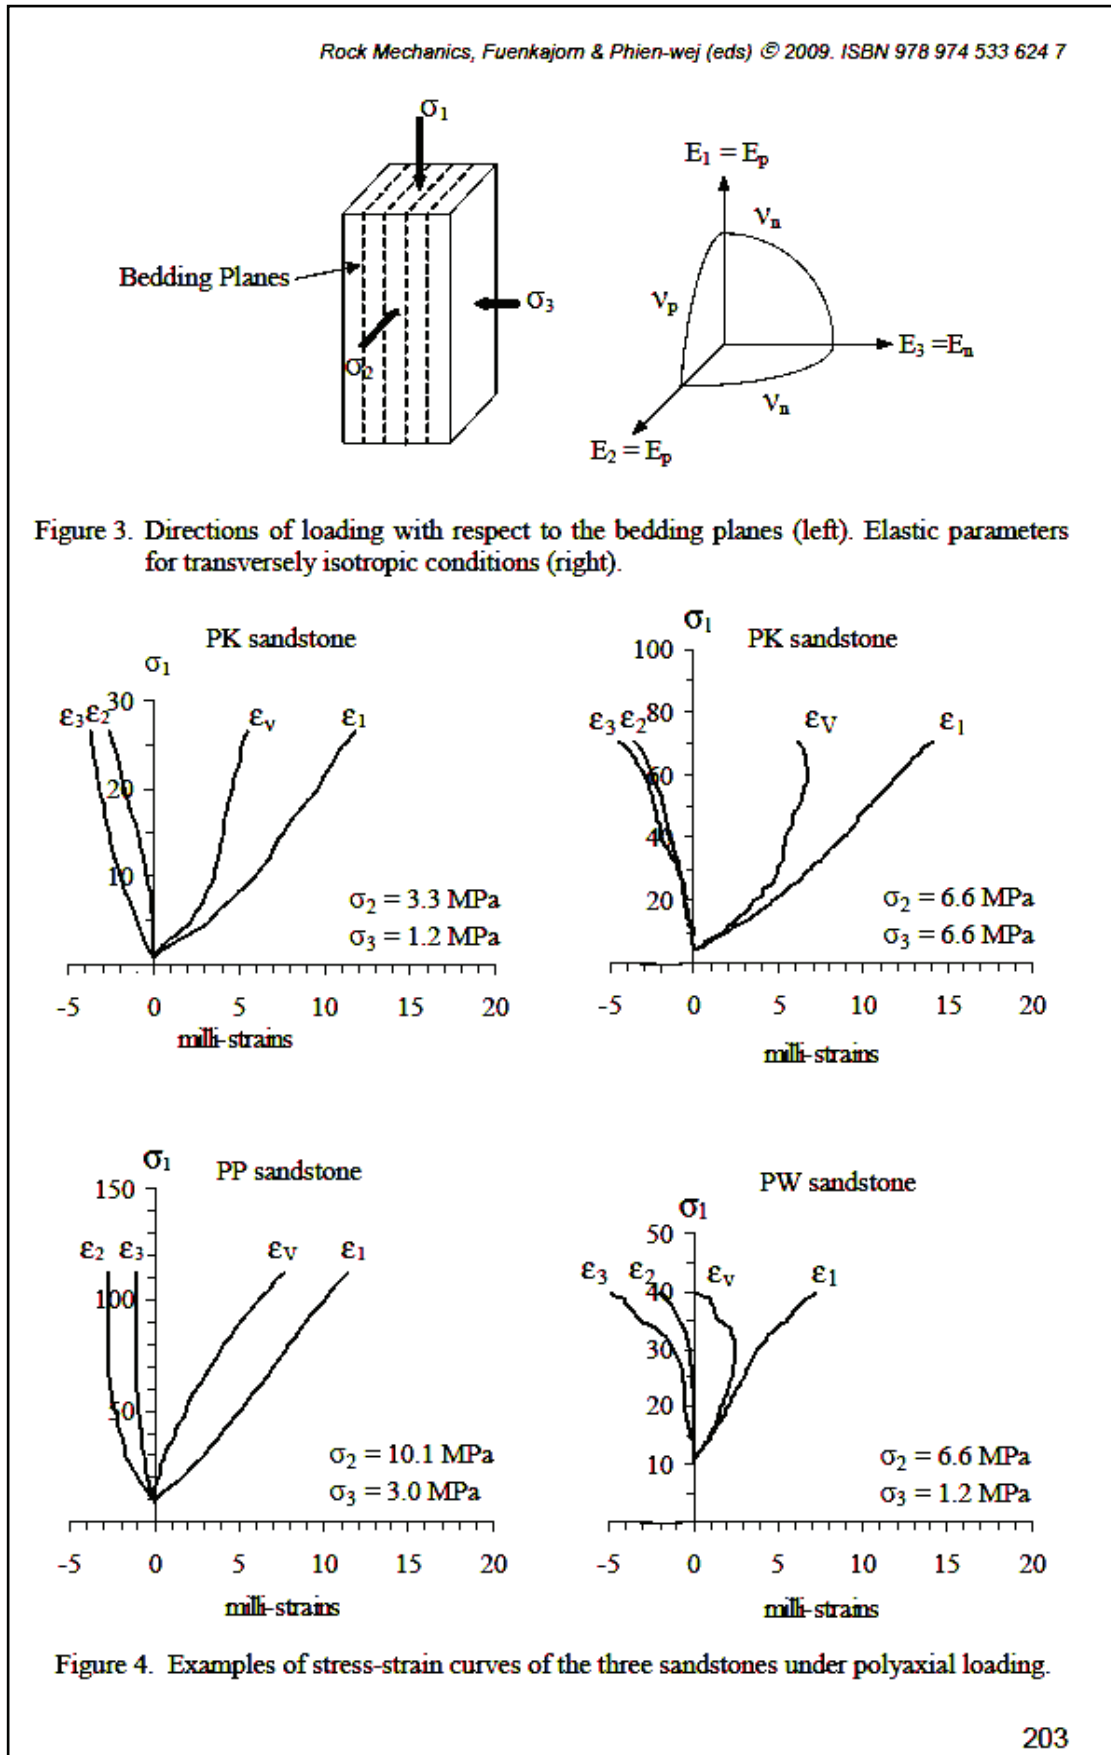 Rock Mechanics, Fuenkajorn & Phien-wej (eds) © 2009. ISBN 978 974 533 624 7
σ1
E1 = Ep
νn
Bedding Planes
νp
σ3
E3 =En
σ2
νn
E2 = Ep
Figure 3. Directions of loading with respect to the bedding planes (left). Elastic parameters
for transversely isotropic conditions (right).
PK sandstone
σ1
30
20
10
ε3 ε2 εv ε1
σ2 = 3.3 MPa
σ3 = 1.2 MPa
-5 0 5 10 15 20
milli-strains
σ1
PK sandstone
100
80
60
40
20
ε3 ε2 εV ε1
σ2 = 6.6 MPa
σ3 = 6.6 MPa
-5 0 5 10 15 20
milli-strains
σ1
PP sandstone
150
100
50
ε2 ε3 εV ε1
σ2 = 10.1 MPa
σ3 = 3.0 MPa
-5 0 5 10 15 20
milli-strains
PW sandstone
σ1
50
40
30
20
10
ε3 ε2 εv ε1
σ2 = 6.6 MPa
σ3 = 1.2 MPa
-5 0 5 10 15 20
milli-strains
Figure 4. Examples of stress-strain curves of the three sandstones under polyaxial loading.
203